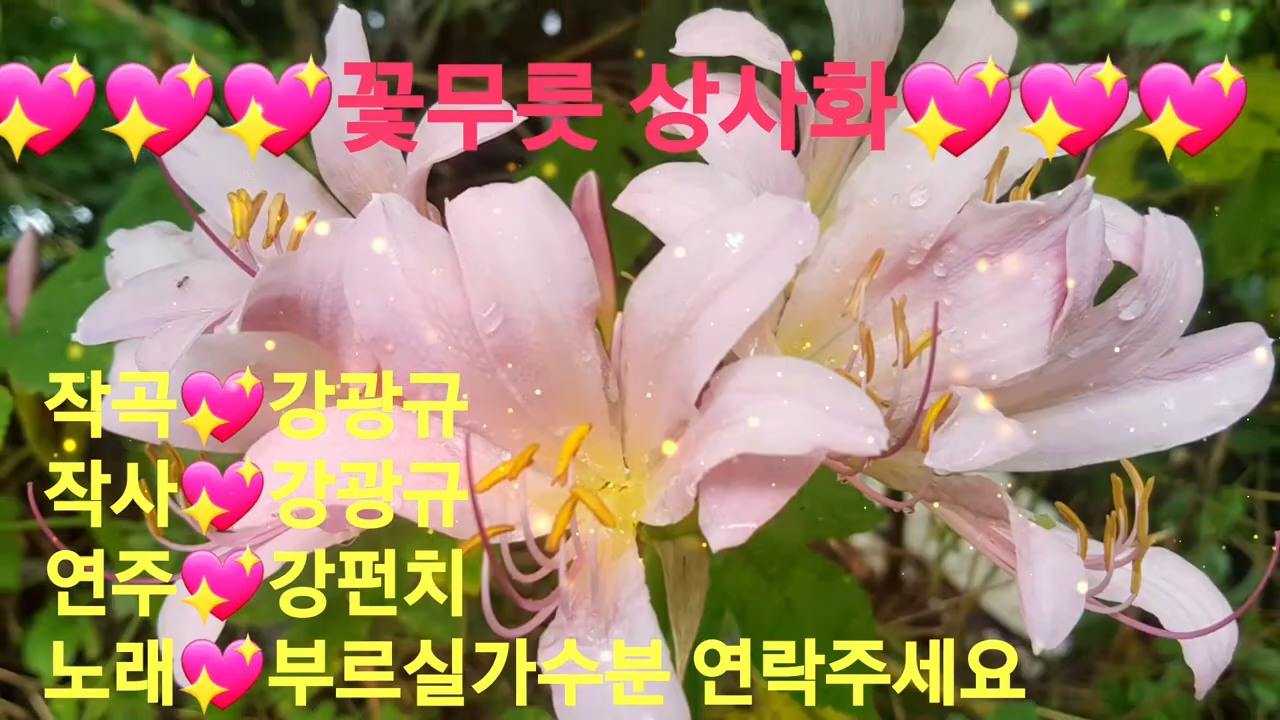 💖💖💖꽃무릇 상사화💖💖💖
작곡💖강광규
작사💖강광규
연주💖강펀치
노래💖부르실가수분 연락주세요